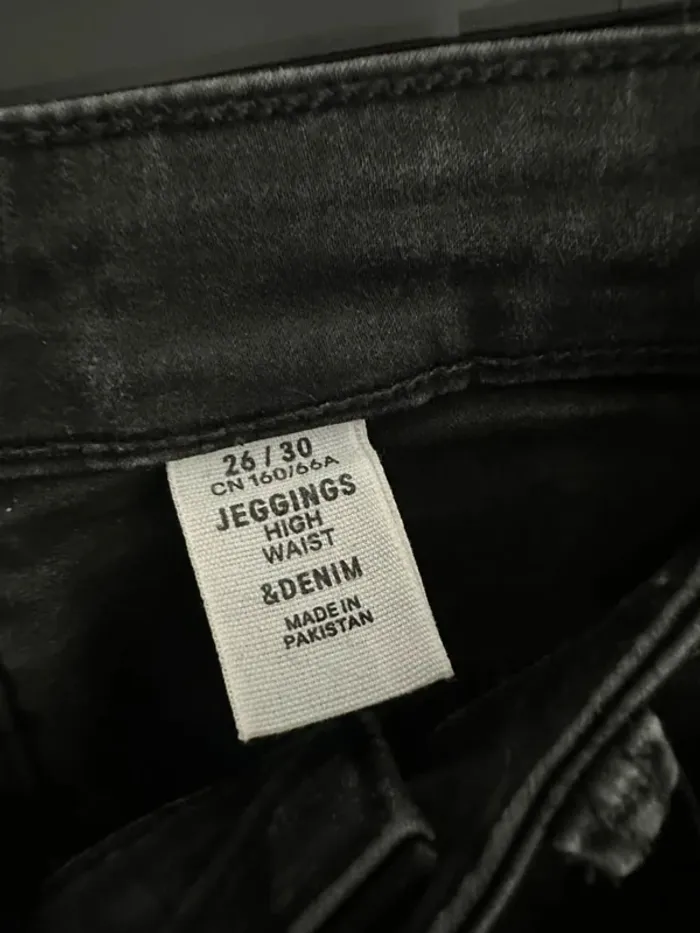 26 / 30
CN 160/66A
JEGGINGS
HIGH
WAIST
&DENIM
MADE IN
PAKISTAN